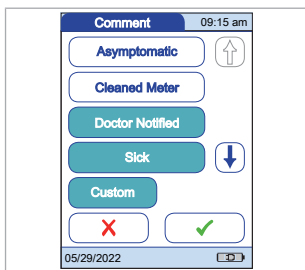 Comment 09:15 am
Asymptomatic
Cleaned Meter
Doctor Notified
Sick
Custom
05/29/2022